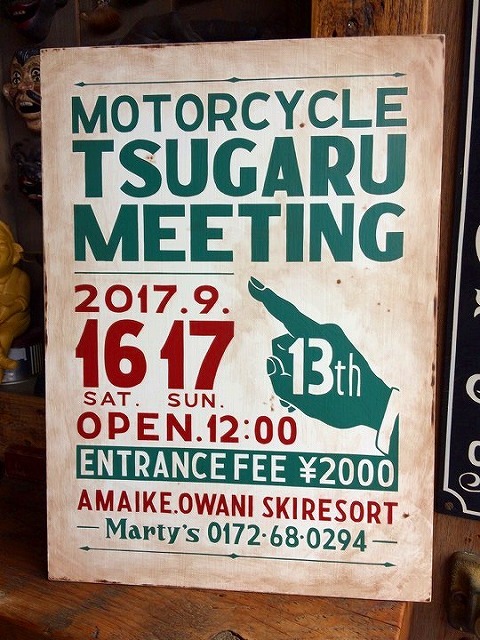 MOTORCYCLE
TSUGARU
MEETING
2017.9.
16 17
SAT. SUN.
13th
OPEN.12:00
ENTRANCE FEE ¥2000
AMAIKE.OWANI SKIRESORT
Marty's 0172·68·0294